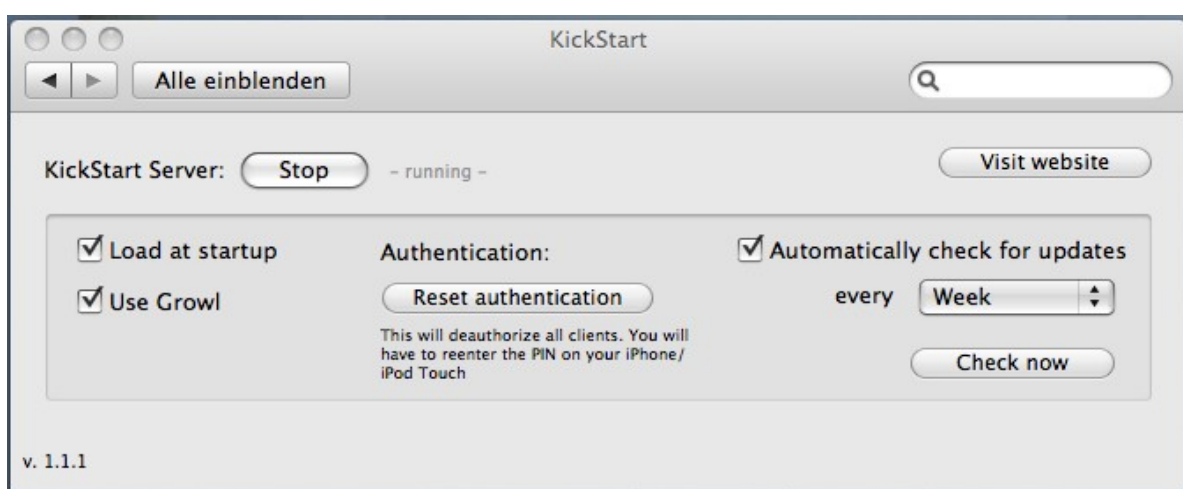 KickStart
Alle einblenden
KickStart Server: Stop – running – Visit website
Load at startup
Use Growl
Authentication:
Reset authentication
This will deauthorize all clients. You will
have to reenter the PIN on your iPhone/
iPod Touch
Automatically check for updates
every Week
Check now
v. 1.1.1